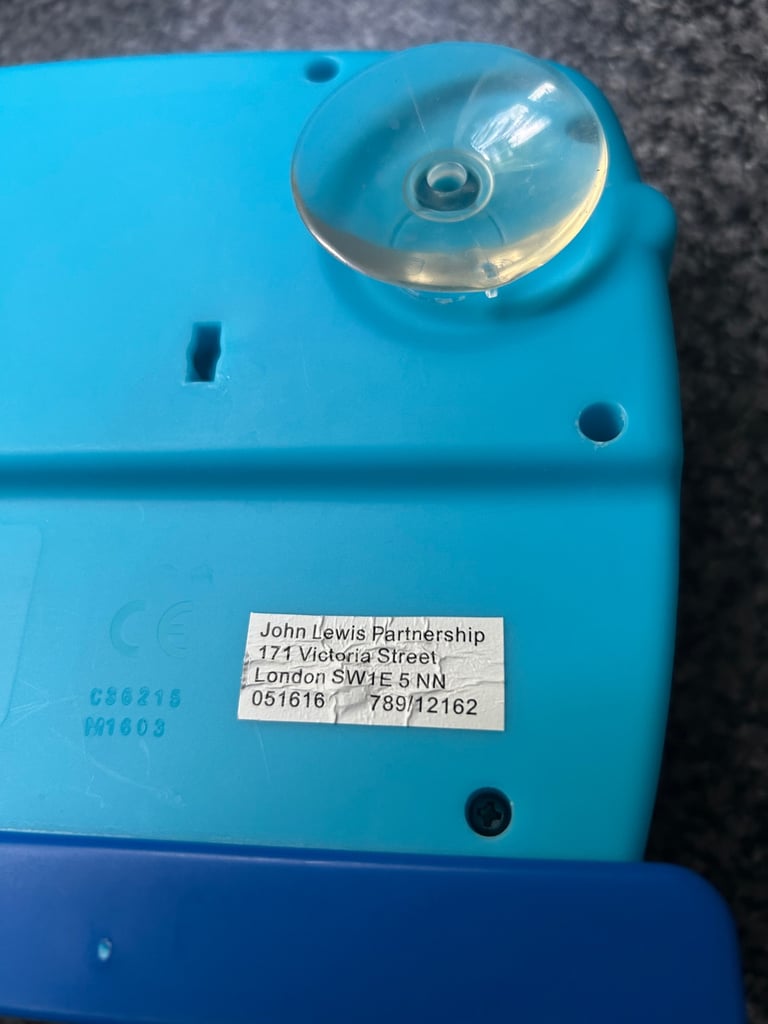 CE
John Lewis Partnership
171 Victoria Street
London SW1E 5 NN
051616 789/12162
C36215
M1603